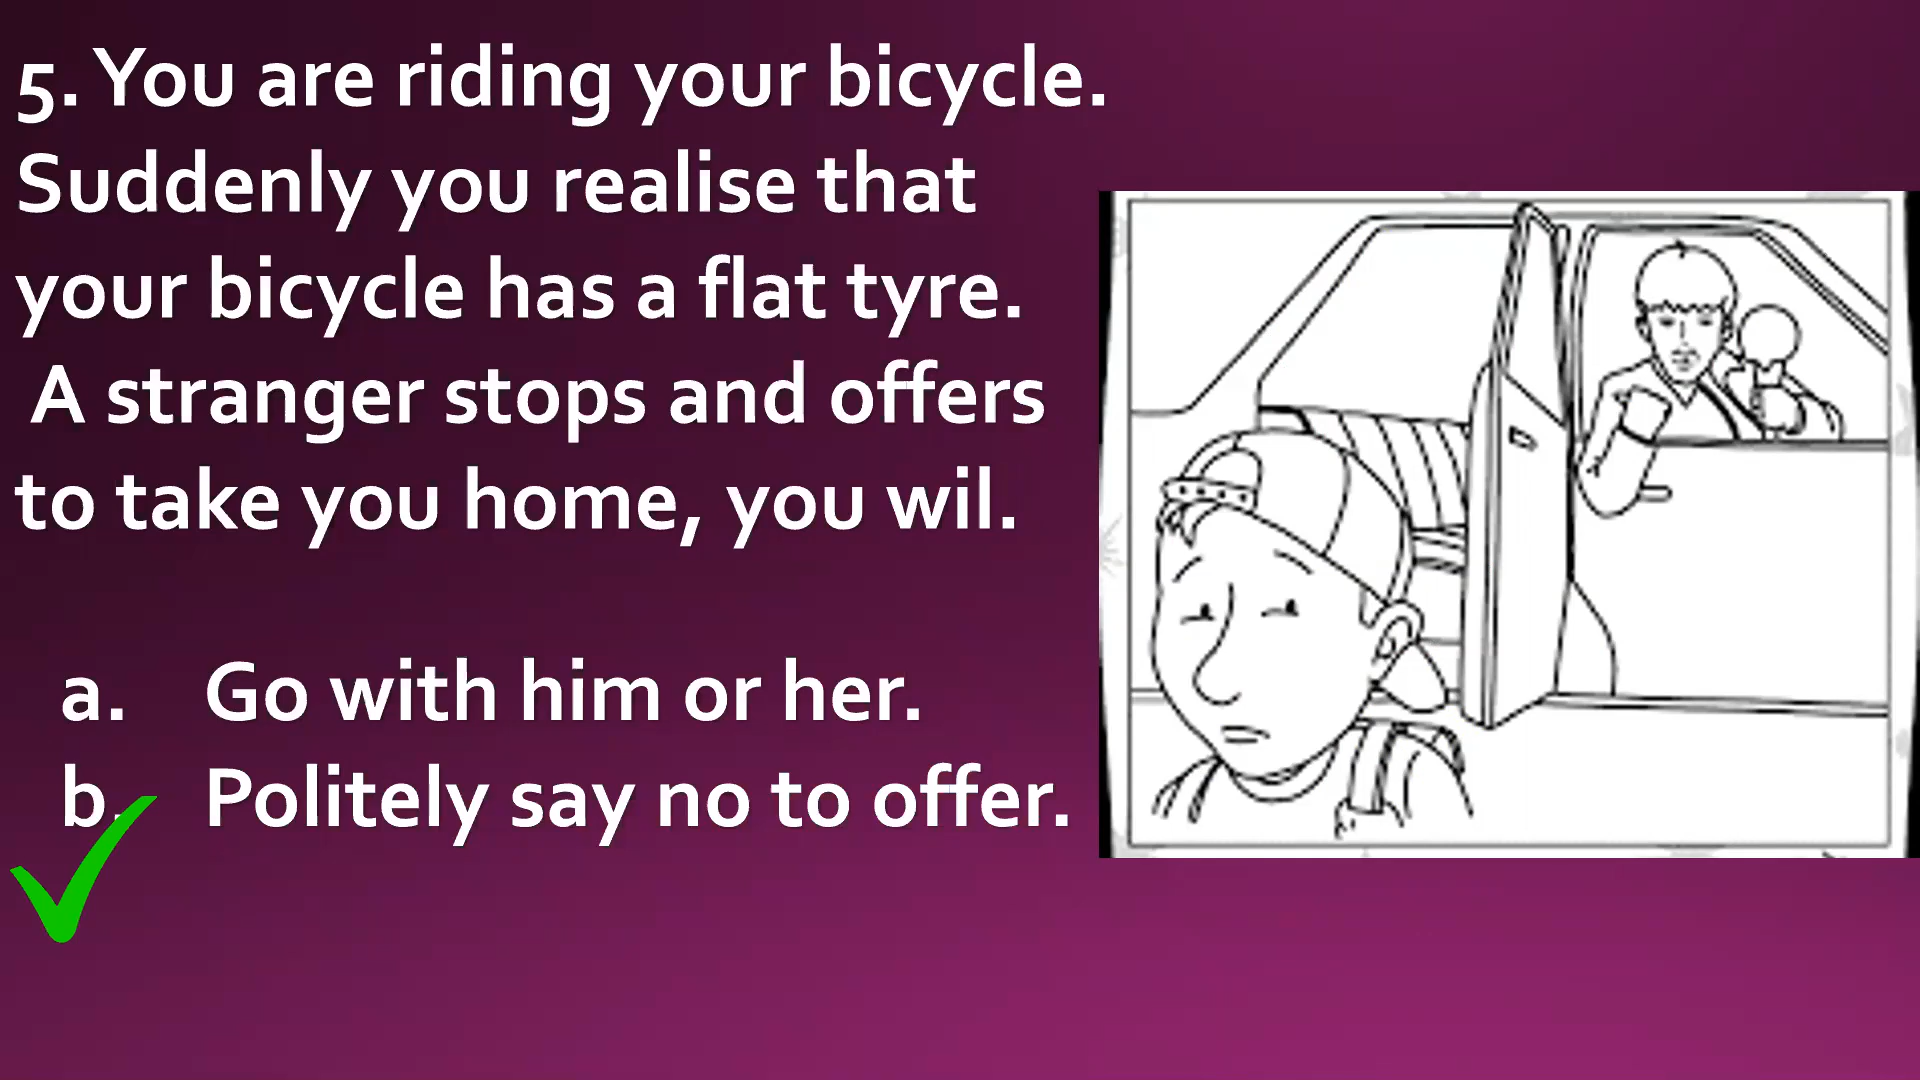 5. You are riding your bicycle.
Suddenly you realise that
your bicycle has a flat tyre.
A stranger stops and offers
to take you home, you wil.
a. Go with him or her.
b. Politely say no to offer.